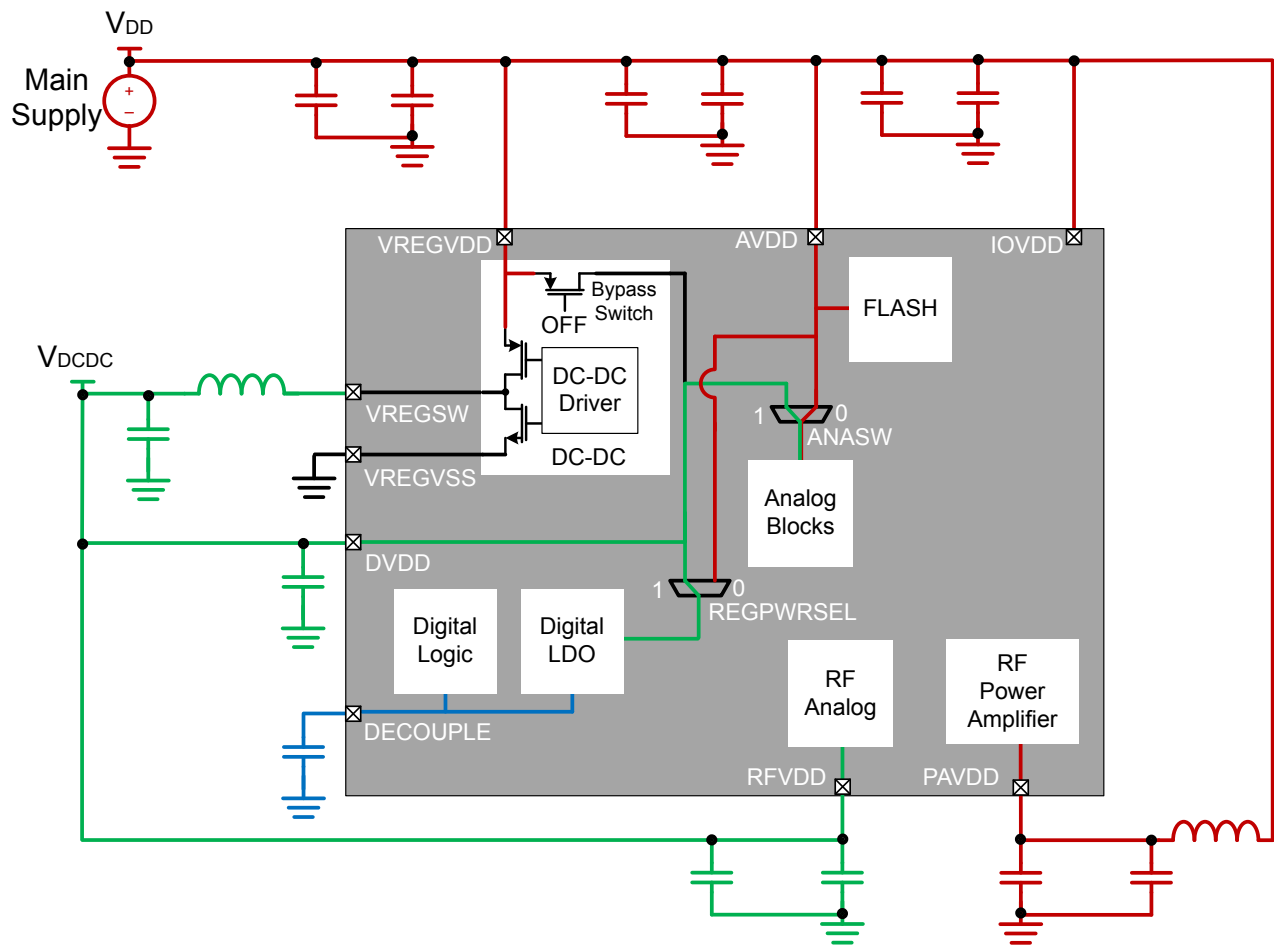 VDD
Main
Supply
+
–
VREGVDD
AVDD
IOVDD
Bypass
Switch
OFF
FLASH
VDCDC
DC-DC
Driver
VREGSW
1
0
ANASW
DC-DC
VREGVSS
Analog
Blocks
DVDD
1
0
REGPWRSEL
Digital
Logic
Digital
LDO
RF
Analog
RF
Power
Amplifier
DECOUPLE
RFVDD
PAVDD